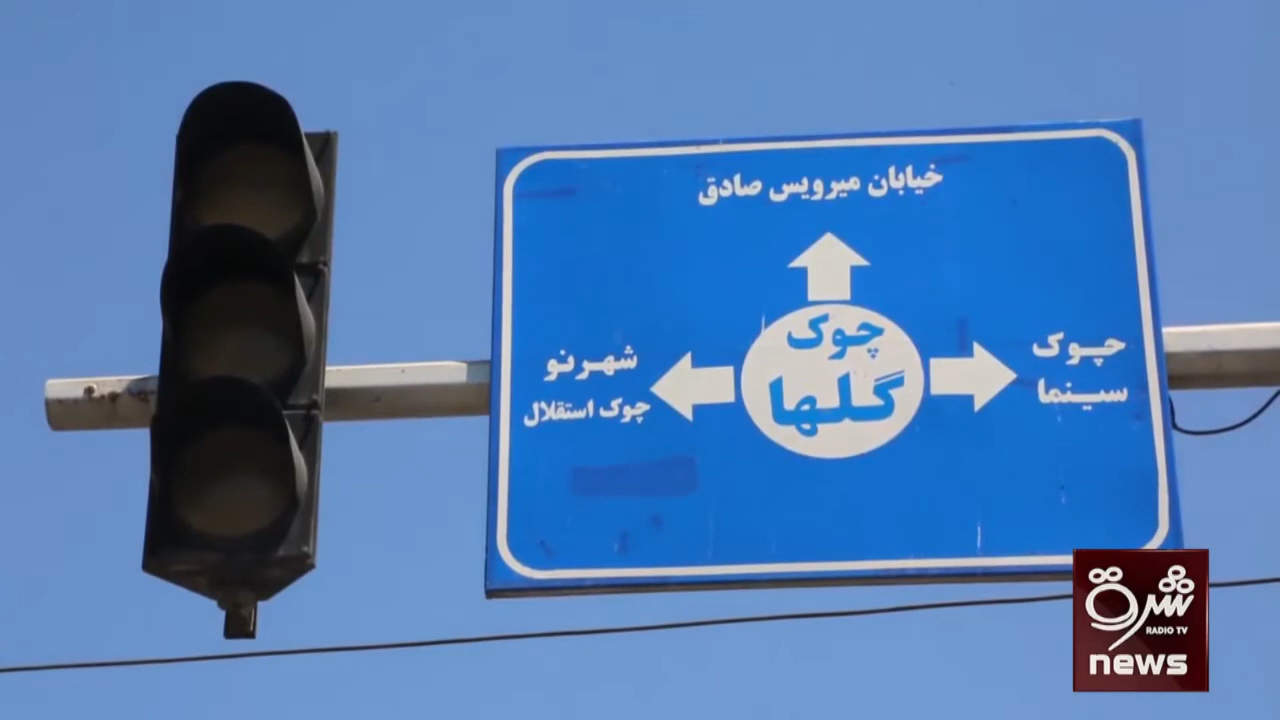 خیابان میرویس صادق
چوک
گلها
چوک
سینما
شهرنو
چوک استقلال
شرق
RADIO TV
news